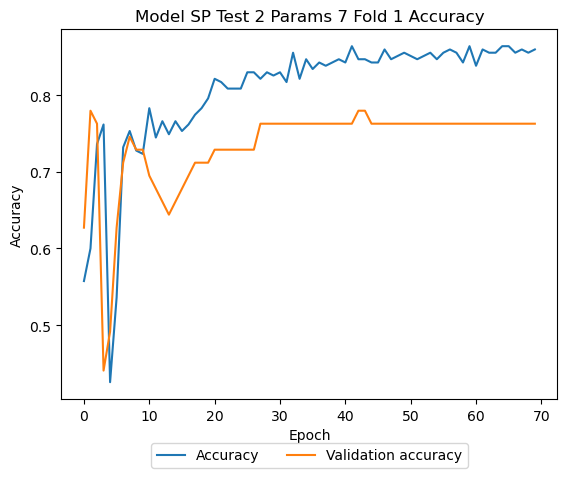 Model SP Test 2 Params 7 Fold 1 Accuracy
0.8
0.7
0.6
0.5
Accuracy
0 10 20 30 40 50 60 70
Epoch
Accuracy Validation accuracy